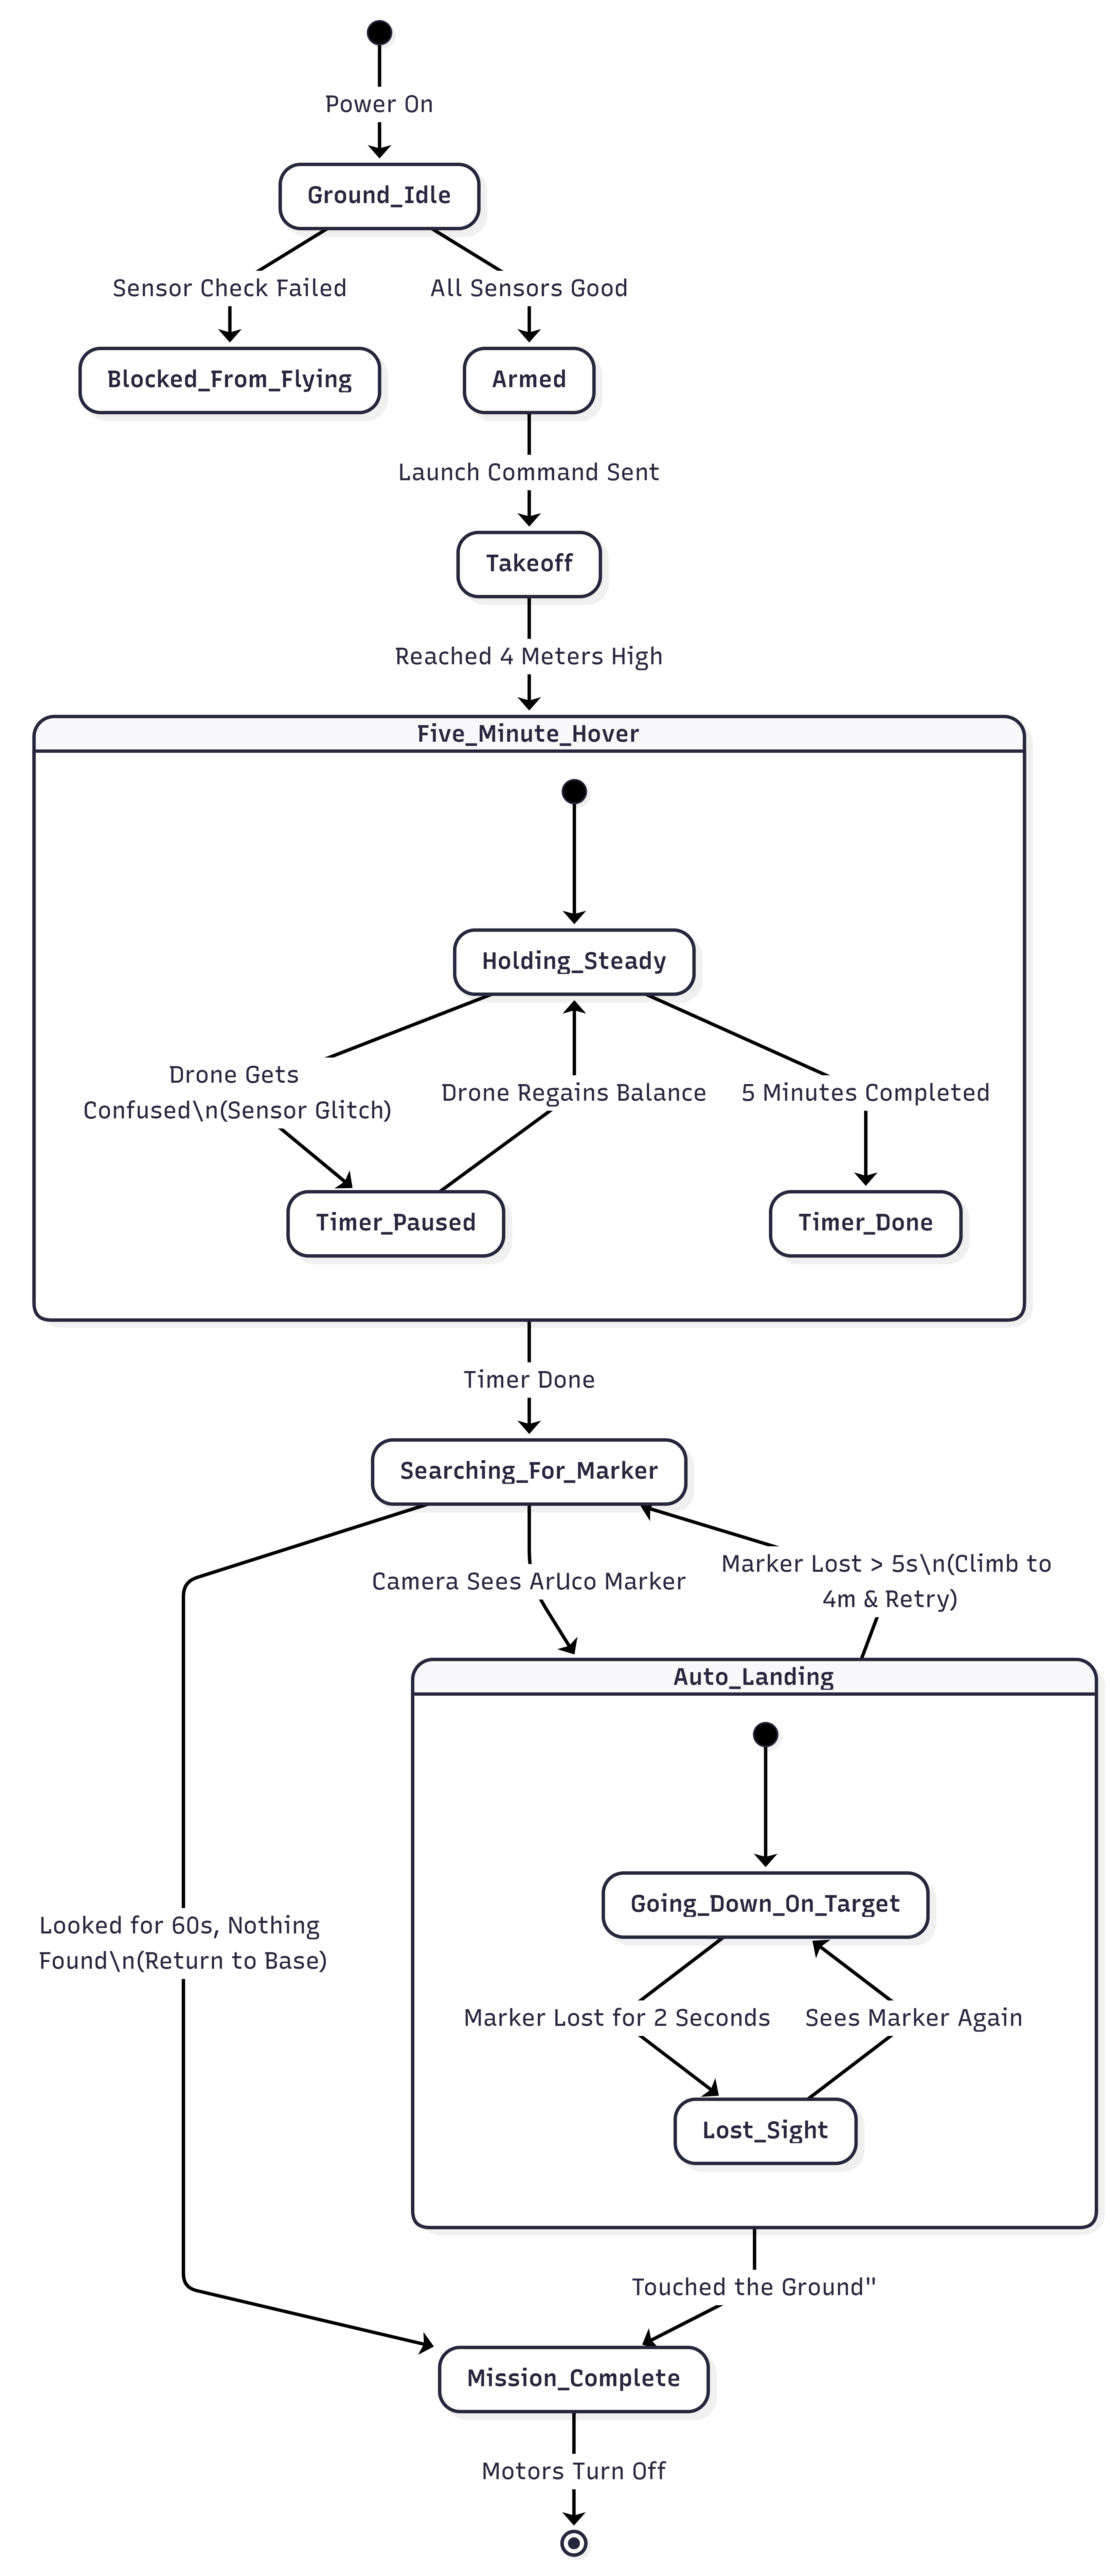 Power On
Ground_Idle
Sensor Check Failed
All Sensors Good
Blocked_From_Flying
Armed
Launch Command Sent
Takeoff
Reached 4 Meters High
Five_Minute_Hover
Holding_Steady
Drone Gets
Confused\n(Sensor Glitch)
Drone Regains Balance
5 Minutes Completed
Timer_Paused
Timer_Done
Timer Done
Searching_For_Marker
Camera Sees ArUco Marker
Marker Lost > 5s\n(Climb to
4m & Retry)
Auto_Landing
Going_Down_On_Target
Looked for 60s, Nothing
Found\n(Return to Base)
Marker Lost for 2 Seconds
Sees Marker Again
Lost_Sight
Touched the Ground"
Mission_Complete
Motors Turn Off